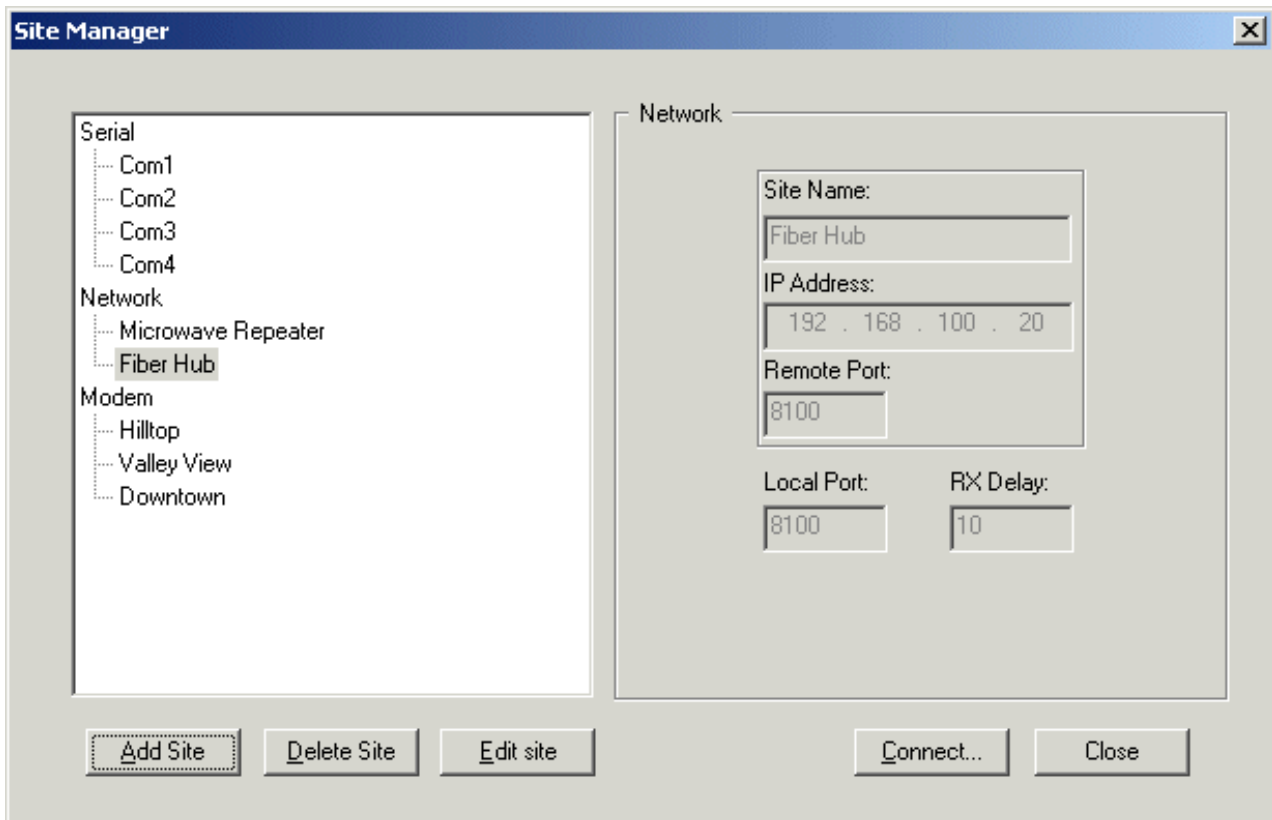 Site Manager
Serial
Com1
Com2
Com3
Com4
Network
Microwave Repeater
Fiber Hub
Modem
Hilltop
Valley View
Downtown
Network
Site Name:
Fiber Hub
IP Address:
192 . 168 . 100 . 20
Remote Port:
8100
Local Port: RX Delay:
8100 10
Add Site Delete Site Edit site Connect... Close